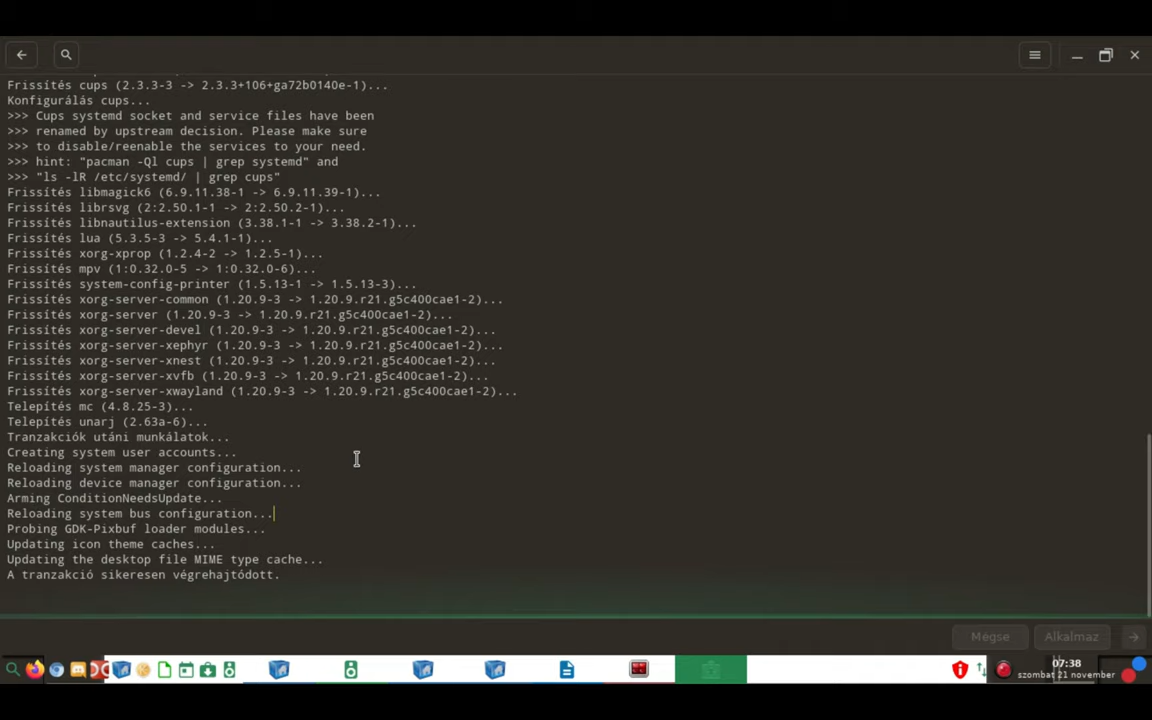 Frissítés cups (2.3.3-3 -> 2.3.3+106+ga72b0140e-1)...
Konfigurálás cups...
>>> Cups systemd socket and service files have been
>>> renamed by upstream decision. Please make sure
>>> to disable/reenable the services to your need.
>>> hint: "pacman -Ql cups | grep systemd" and
>>> "ls -lR /etc/systemd/ | grep cups"
Frissítés libmagick6 (6.9.11.38-1 -> 6.9.11.39-1)...
Frissítés librsvg (2:2.50.1-1 -> 2:2.50.2-1)...
Frissítés libnautilus-extension (3.38.1-1 -> 3.38.2-1)...
Frissítés lua (5.3.5-3 -> 5.4.1-1)...
Frissítés xorg-xprop (1.2.4-2 -> 1.2.5-1)...
Frissítés mpv (1:0.32.0-5 -> 1:0.32.0-6)...
Frissítés system-config-printer (1.5.13-1 -> 1.5.13-3)...
Frissítés xorg-server-common (1.20.9-3 -> 1.20.9.r21.g5c400cae1-2)...
Frissítés xorg-server (1.20.9-3 -> 1.20.9.r21.g5c400cae1-2)...
Frissítés xorg-server-devel (1.20.9-3 -> 1.20.9.r21.g5c400cae1-2)...
Frissítés xorg-server-xephyr (1.20.9-3 -> 1.20.9.r21.g5c400cae1-2)...
Frissítés xorg-server-xnest (1.20.9-3 -> 1.20.9.r21.g5c400cae1-2)...
Frissítés xorg-server-xvfb (1.20.9-3 -> 1.20.9.r21.g5c400cae1-2)...
Frissítés xorg-server-xwayland (1.20.9-3 -> 1.20.9.r21.g5c400cae1-2)...
Telepítés mc (4.8.25-3)...
Telepítés unarj (2.63a-6)...
Tranzakciók utáni munkálatok...
Creating system user accounts...
Reloading system manager configuration...
Reloading device manager configuration...
Arming ConditionNeedsUpdate...
Reloading system bus configuration...
Probing GDK-Pixbuf loader modules...
Updating icon theme caches...
Updating the desktop file MIME type cache...
A tranzakció sikeresen végrehajtódott.
Mégse
Alkalmaz
07:38
szombat 21 november